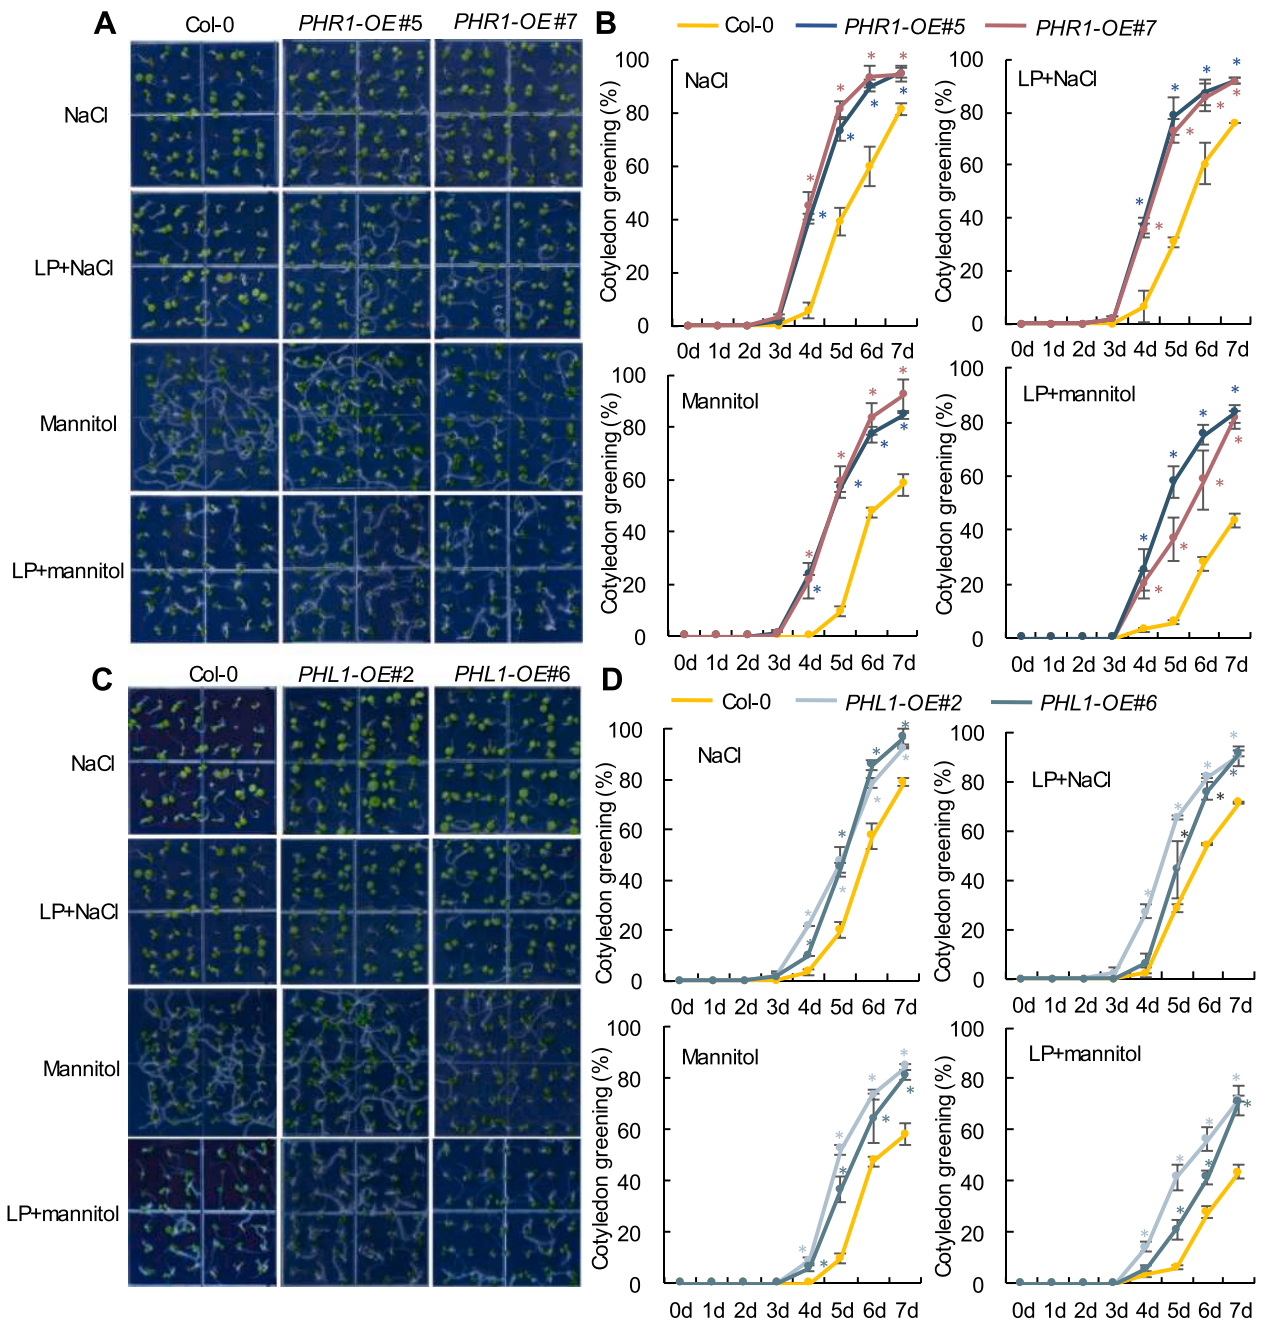 A
Col-0 PHR1-OE#5 PHR1-OE#7
NaCl
LP+NaCl
Mannitol
LP+mannitol
B
Col-0 PHR1-OE#5 PHR1-OE#7
NaCl
Cotyledon greening (%)
100
80
60
40
20
0
0d 1d 2d 3d 4d 5d 6d 7d
LP+NaCl
Cotyledon greening (%)
100
80
60
40
20
0
0d 1d 2d 3d 4d 5d 6d 7d
Mannitol
Cotyledon greening (%)
100
80
60
40
20
0
0d 1d 2d 3d 4d 5d 6d 7d
LP+mannitol
Cotyledon greening (%)
100
80
60
40
20
0
0d 1d 2d 3d 4d 5d 6d 7d
C
Col-0 PHL1-OE#2 PHL1-OE#6
NaCl
LP+NaCl
Mannitol
LP+mannitol
D
Col-0 PHL1-OE#2 PHL1-OE#6
NaCl
Cotyledon greening (%)
100
80
60
40
20
0
0d 1d 2d 3d 4d 5d 6d 7d
LP+NaCl
Cotyledon greening (%)
100
80
60
40
20
0
0d 1d 2d 3d 4d 5d 6d 7d
Mannitol
Cotyledon greening (%)
100
80
60
40
20
0
0d 1d 2d 3d 4d 5d 6d 7d
LP+mannitol
Cotyledon greening (%)
100
80
60
40
20
0
0d 1d 2d 3d 4d 5d 6d 7d